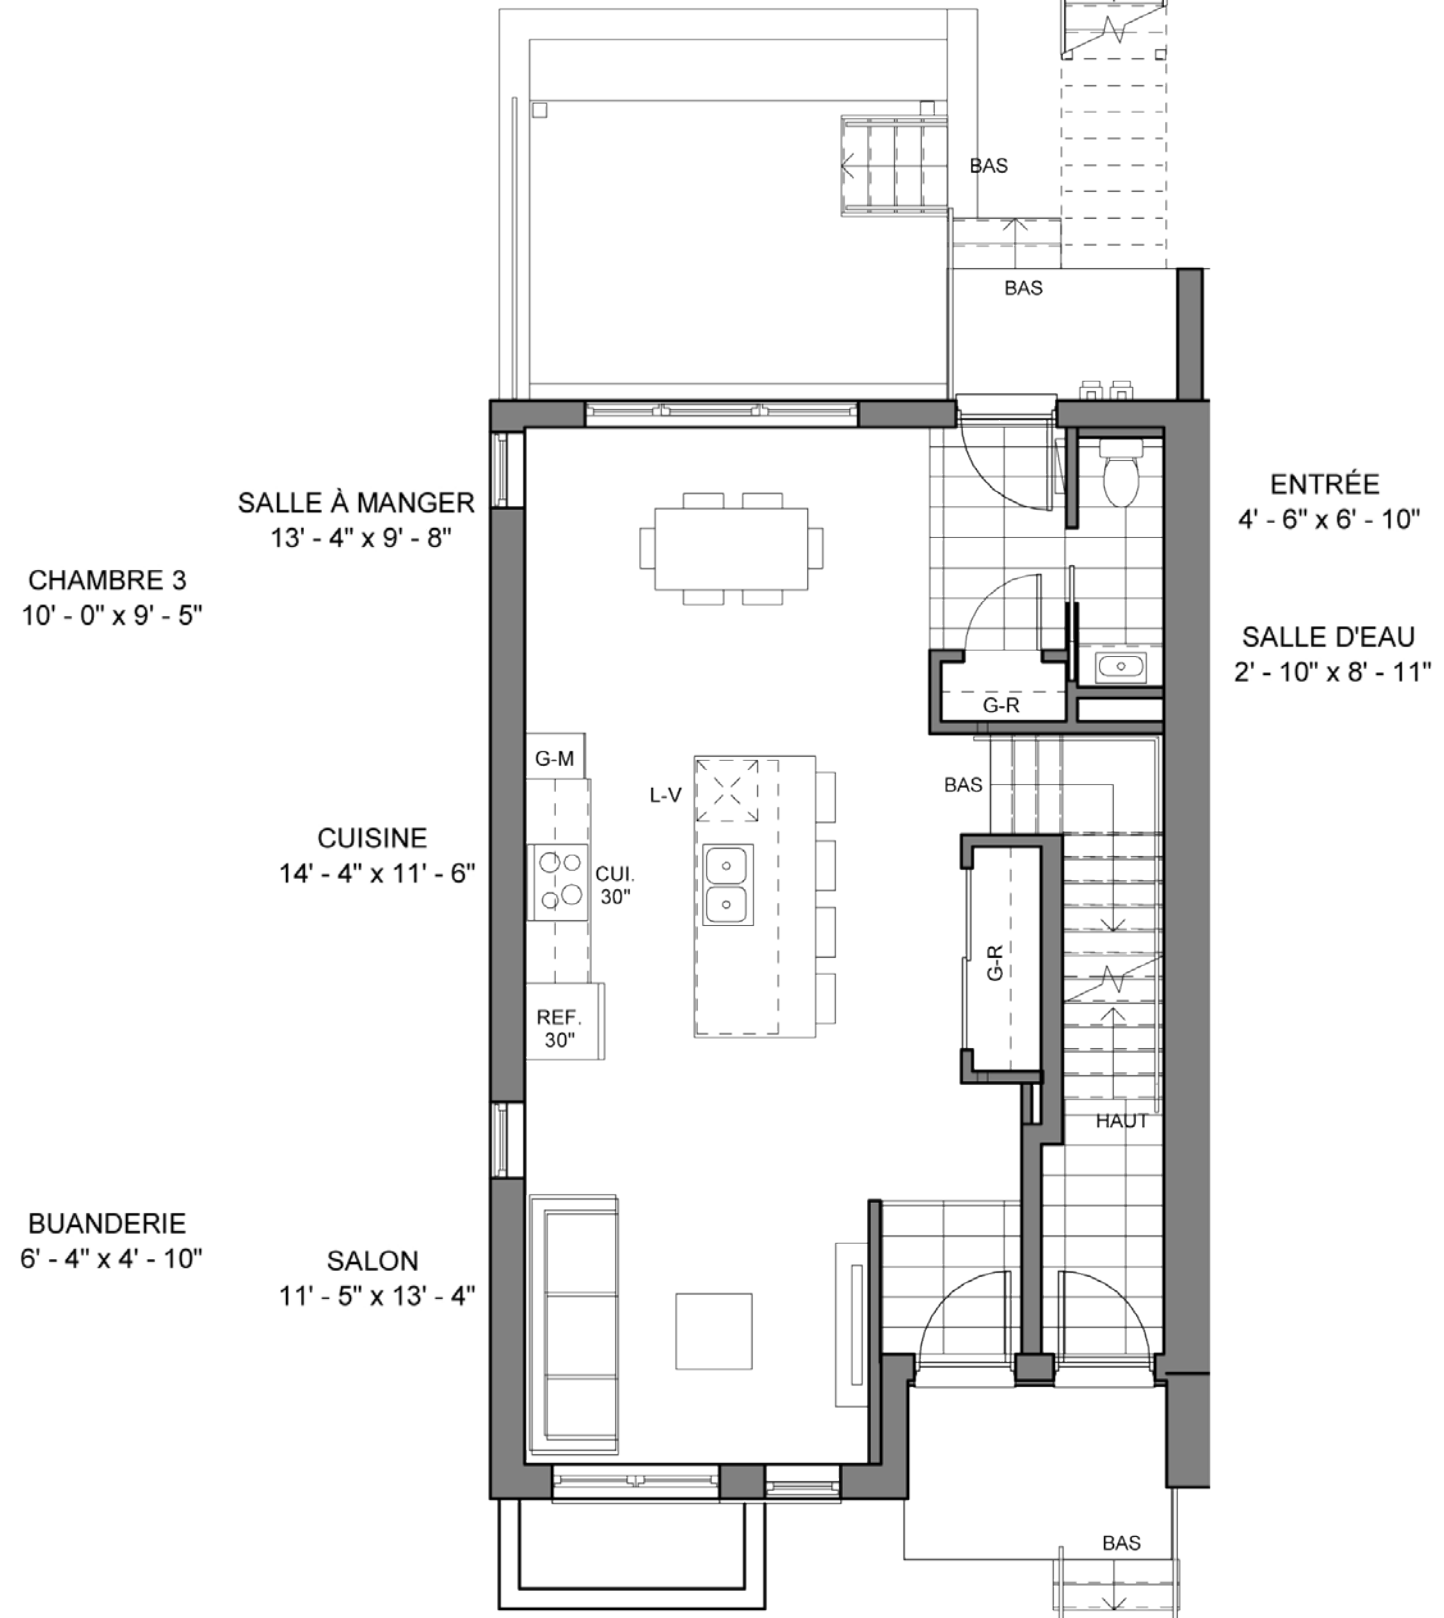 BAS
BAS
SALLE À MANGER
13' - 4" x 9' - 8"
ENTRÉE
4' - 6" x 6' - 10"
CHAMBRE 3
10' - 0" x 9' - 5"
SALLE D'EAU
2' - 10" x 8' - 11"
G-R
G-M
L-V
BAS
CUISINE
14' - 4" x 11' - 6"
CUI.
30"
G-R
REF.
30"
HAUT
BUANDERIE
6' - 4" x 4' - 10"
SALON
11' - 5" x 13' - 4"
BAS